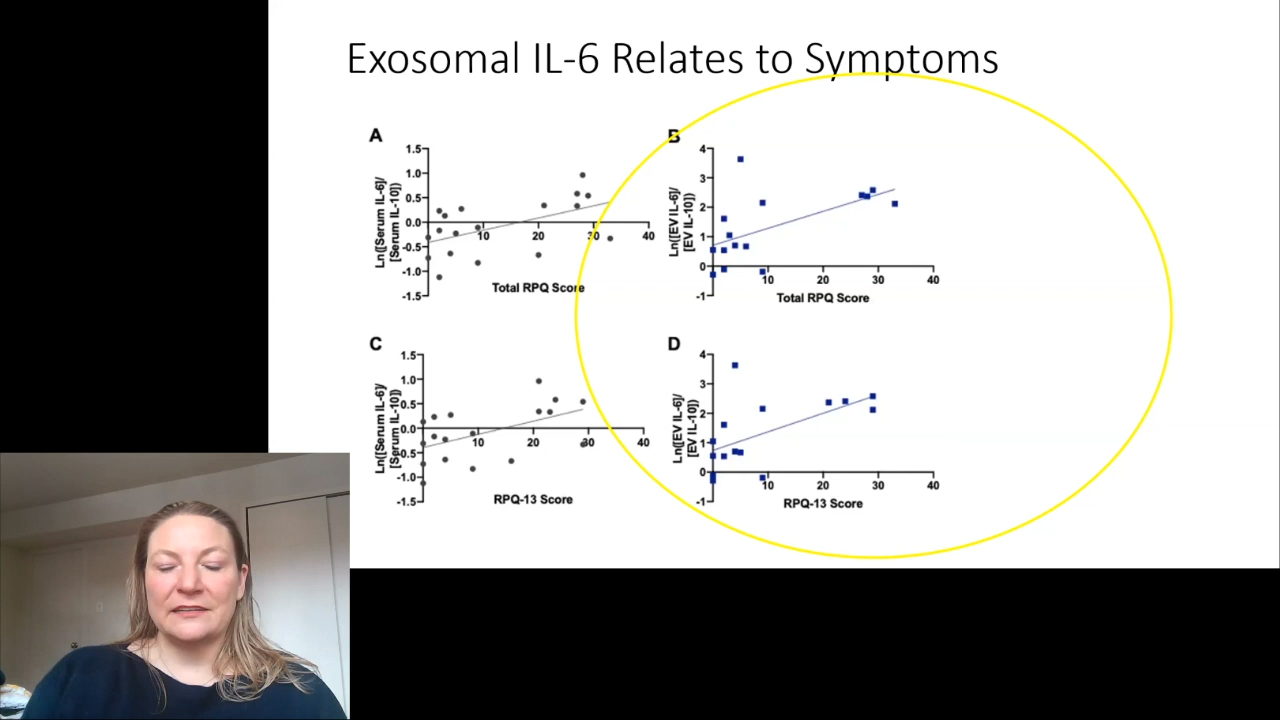 Exosomal IL-6 Relates to Symptoms
A
1.5
1.0
0.5
0.0
-0.5
-1.0
-1.5
10
20
30
40
Ln([Serum IL-6]/
[Serum IL-10])
Total RPQ Score
B
4
3
2
1
0
-1
10
20
30
40
Ln([EV IL-6]/
[EV IL-10])
Total RPQ Score
C
1.5
1.0
0.5
0.0
-0.5
-1.0
-1.5
10
20
30
40
Ln([Serum IL-6]/
[Serum IL-10])
RPQ-13 Score
D
4
3
2
1
0
-1
10
20
30
40
Ln([EV IL-6]/
[EV IL-10])
RPQ-13 Score